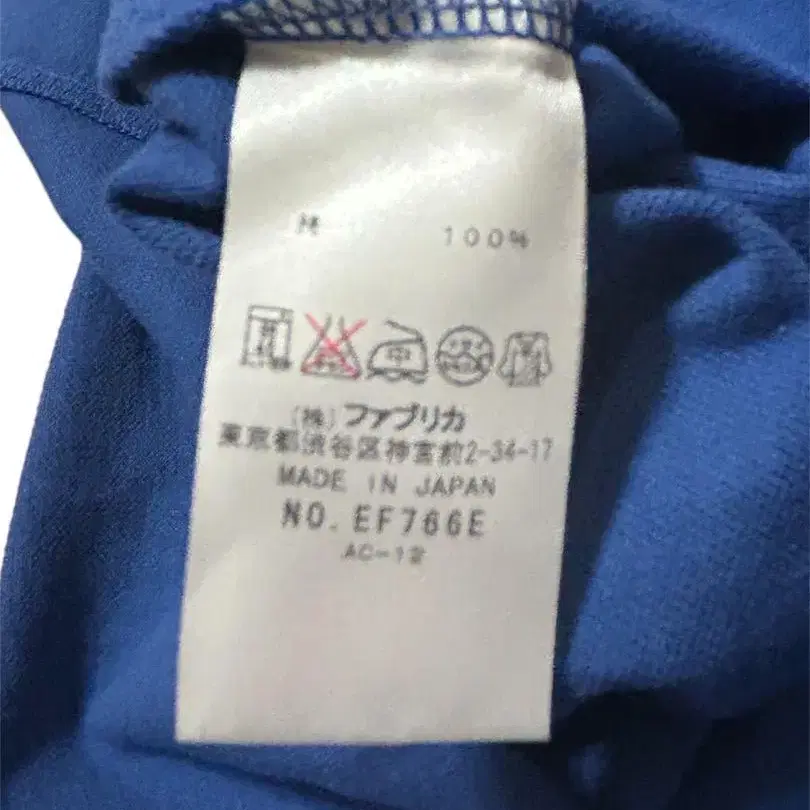 100%
中
(株)ファブリカ
東京都渋谷区神宮前2-34-17
MADE IN JAPAN
NO. EF766E
AC-12